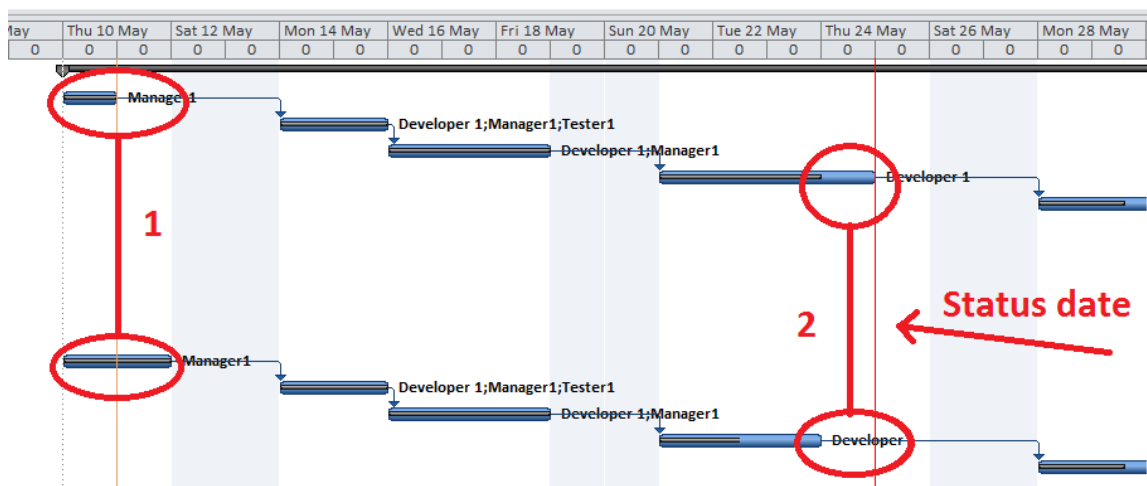 May Thu 10 May Sat 12 May Mon 14 May Wed 16 May Fri 18 May Sun 20 May Tue 22 May Thu 24 May Sat 26 May Mon 28 May
0 0 0 0 0 0 0 0 0 0 0 0 0 0 0 0 0 0 0 0 0
Manager1
Developer 1;Manager1;Tester1
Developer 1;Manager1
Developer 1
1
2
Status date
Manager1
Developer 1;Manager1;Tester1
Developer 1;Manager1
Developer